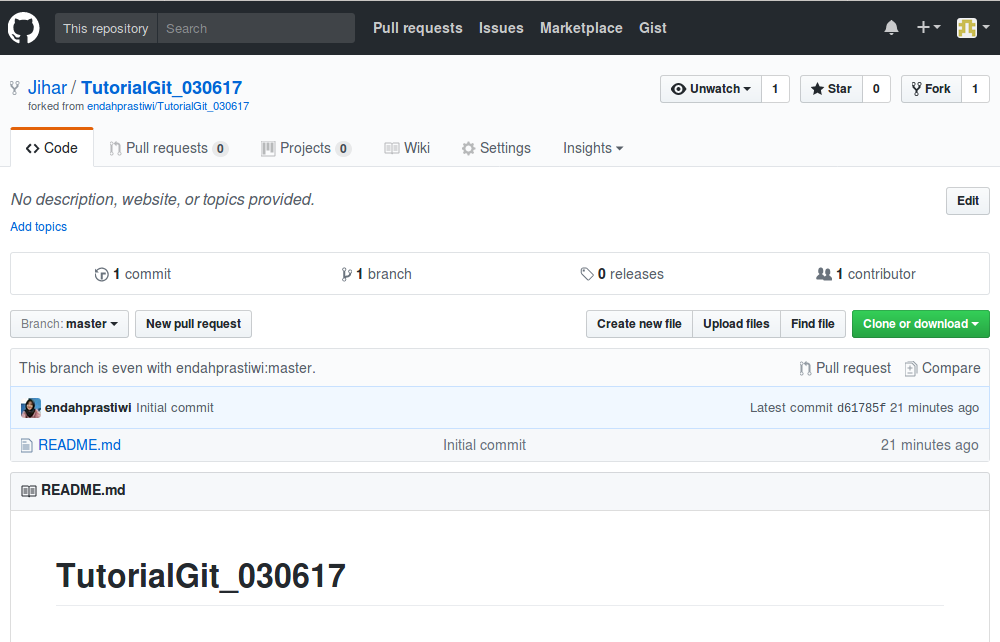 This repository Search Pull requests Issues Marketplace Gist
Jihar / TutorialGit_030617 Unwatch 1 Star 0 Fork 1
forked from endahprastiwi/TutorialGit_030617
Code Pull requests 0 Projects 0 Wiki Settings Insights
No description, website, or topics provided. Edit
Add topics
1 commit 1 branch 0 releases 1 contributor
Branch: master New pull request Create new file Upload files Find file Clone or download
This branch is even with endahprastiwi:master. Pull request Compare
endahprastiwi Initial commit Latest commit d61785f 21 minutes ago
README.md Initial commit 21 minutes ago
README.md
TutorialGit_030617